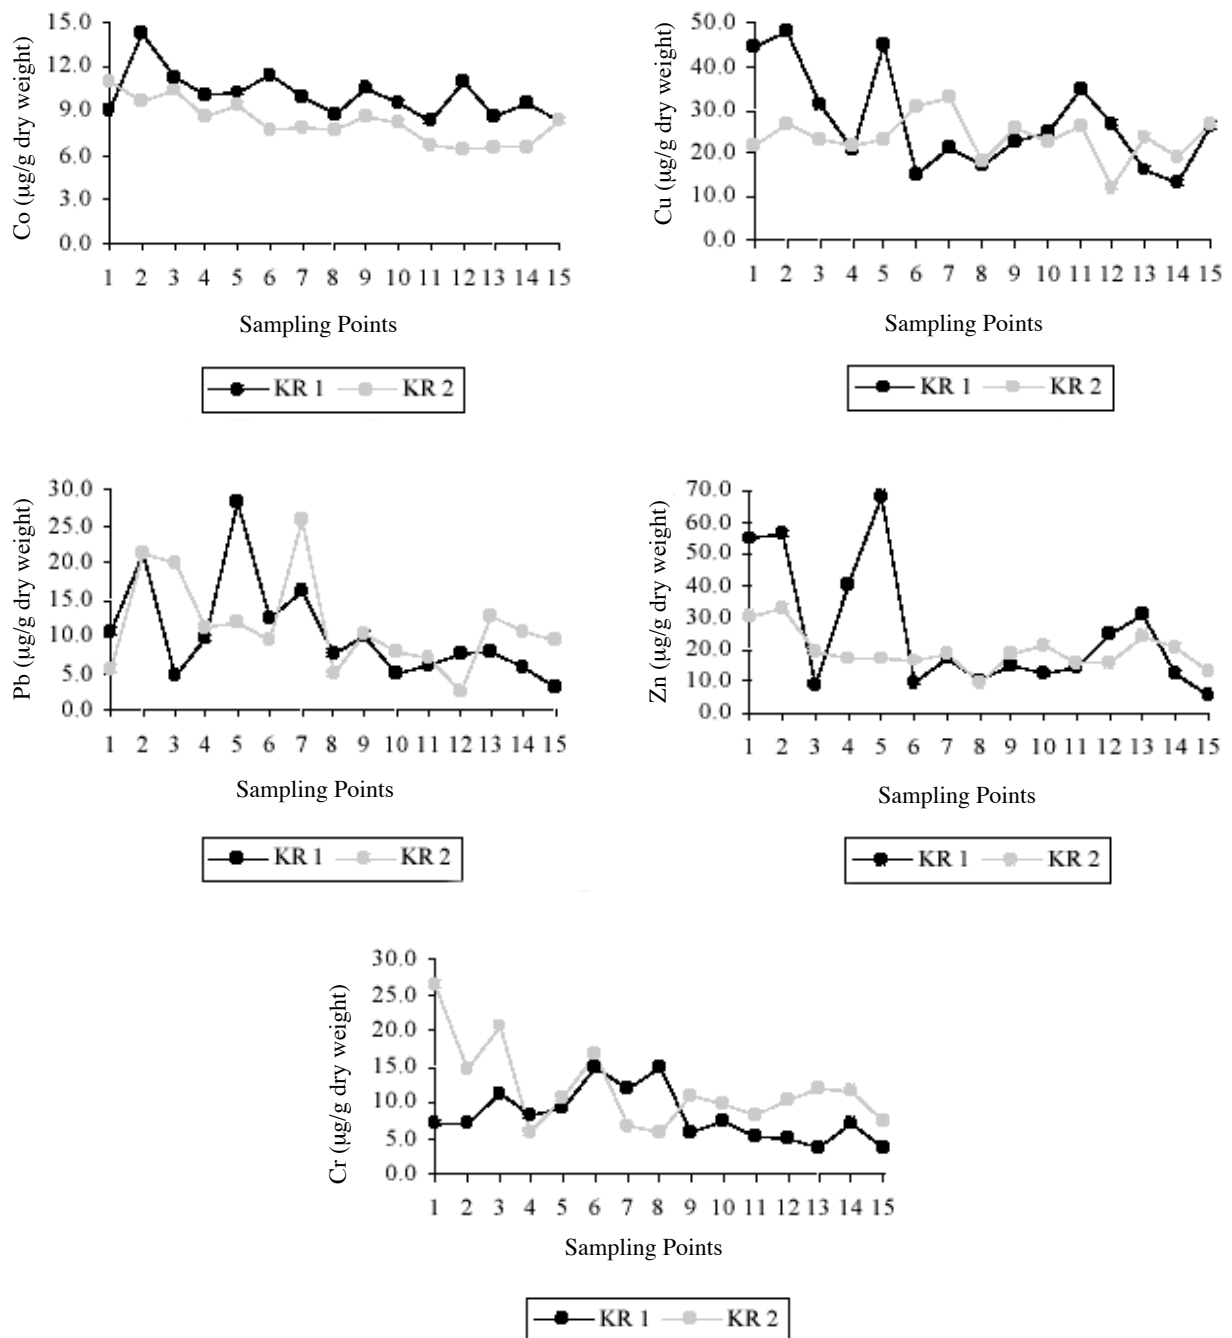 Co (µg/g dry weight)
15.0
12.0
9.0
6.0
3.0
0.0
1 2 3 4 5 6 7 8 9 10 11 12 13 14 15
Sampling Points
KR 1 KR 2
Cu (µg/g dry weight)
50.0
40.0
30.0
20.0
10.0
0.0
1 2 3 4 5 6 7 8 9 10 11 12 13 14 15
Sampling Points
KR 1 KR 2
Pb (µg/g dry weight)
30.0
25.0
20.0
15.0
10.0
5.0
0.0
1 2 3 4 5 6 7 8 9 10 11 12 13 14 15
Sampling Points
KR 1 KR 2
Zn (µg/g dry weight)
70.0
60.0
50.0
40.0
30.0
20.0
10.0
0.0
1 2 3 4 5 6 7 8 9 10 11 12 13 14 15
Sampling Points
KR 1 KR 2
Cr (µg/g dry weight)
30.0
25.0
20.0
15.0
10.0
5.0
0.0
1 2 3 4 5 6 7 8 9 10 11 12 13 14 15
Sampling Points
KR 1 KR 2